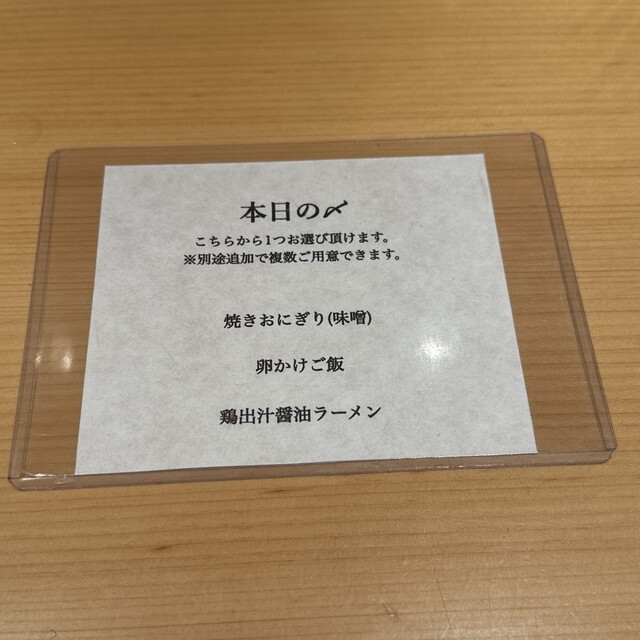 本日の〆
こちらから1つお選び頂けます。
※別途追加で複数ご用意できます。
焼きおにぎり(味噌)
卵かけご飯
鶏出汁醤油ラーメン